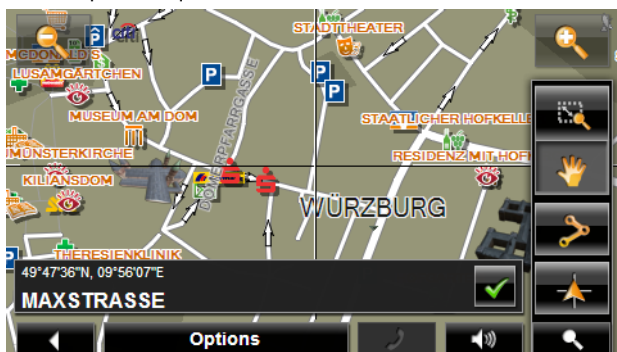 STADTTHEATER
MCDONALD'S
LUSAMGÄRTCHEN
P
P
P
MUSEUM AM DOM
DOMERPFARRGASSE
STAATLICHER HOFKELLE
MÜNSTERKIRCHE
RESIDENZ MIT HOF
KILIANSDOM
WÜRZBURG
THERESIENKLINIK
P
49°47'36"N, 09°56'07"E
MAXSTRASSE
Options